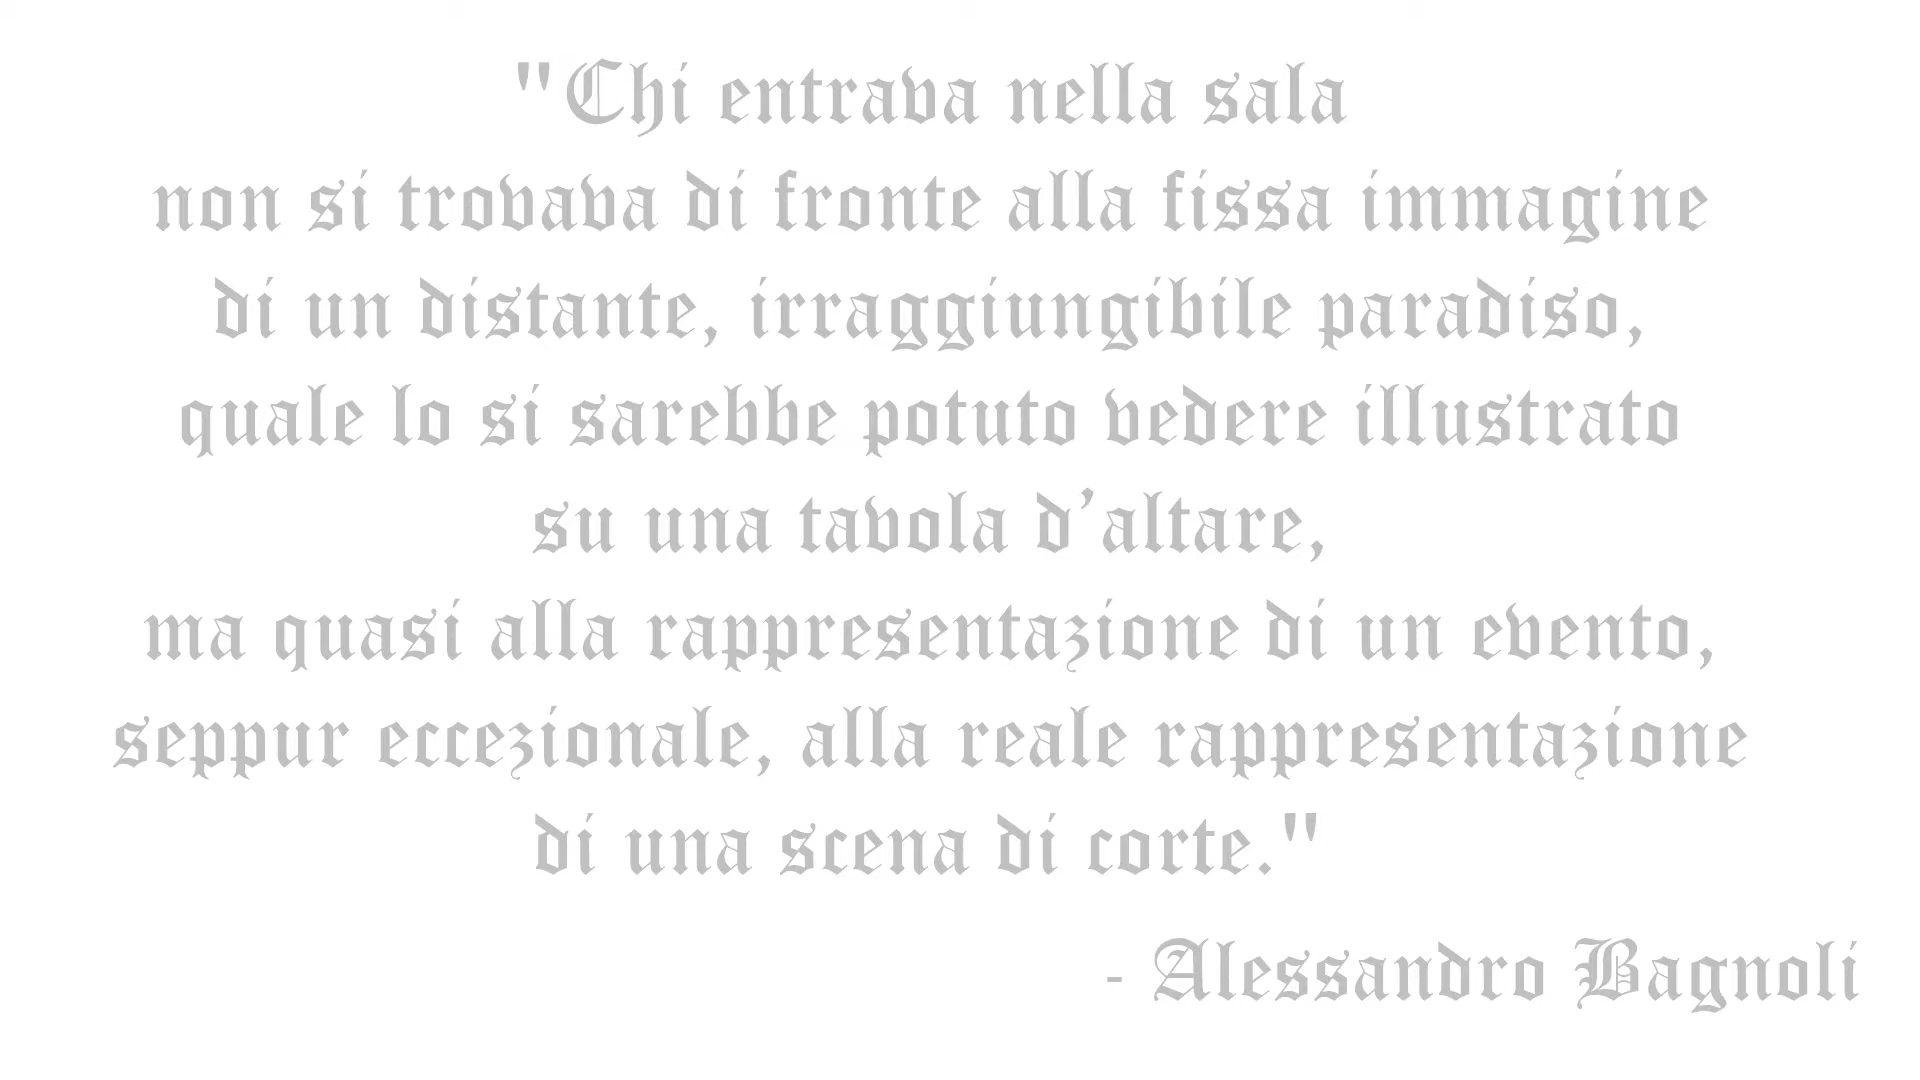 "Chi entrava nella sala
non si trovava di fronte alla fissa immagine
di un distante, irraggiungibile paradiso,
quale lo si sarebbe potuto vedere illustrato
su una tavola d’altare,
ma quasi alla rappresentazione di un evento,
seppur eccezionale, alla reale rappresentazione
di una scena di corte."
- Alessandro Bagnoli